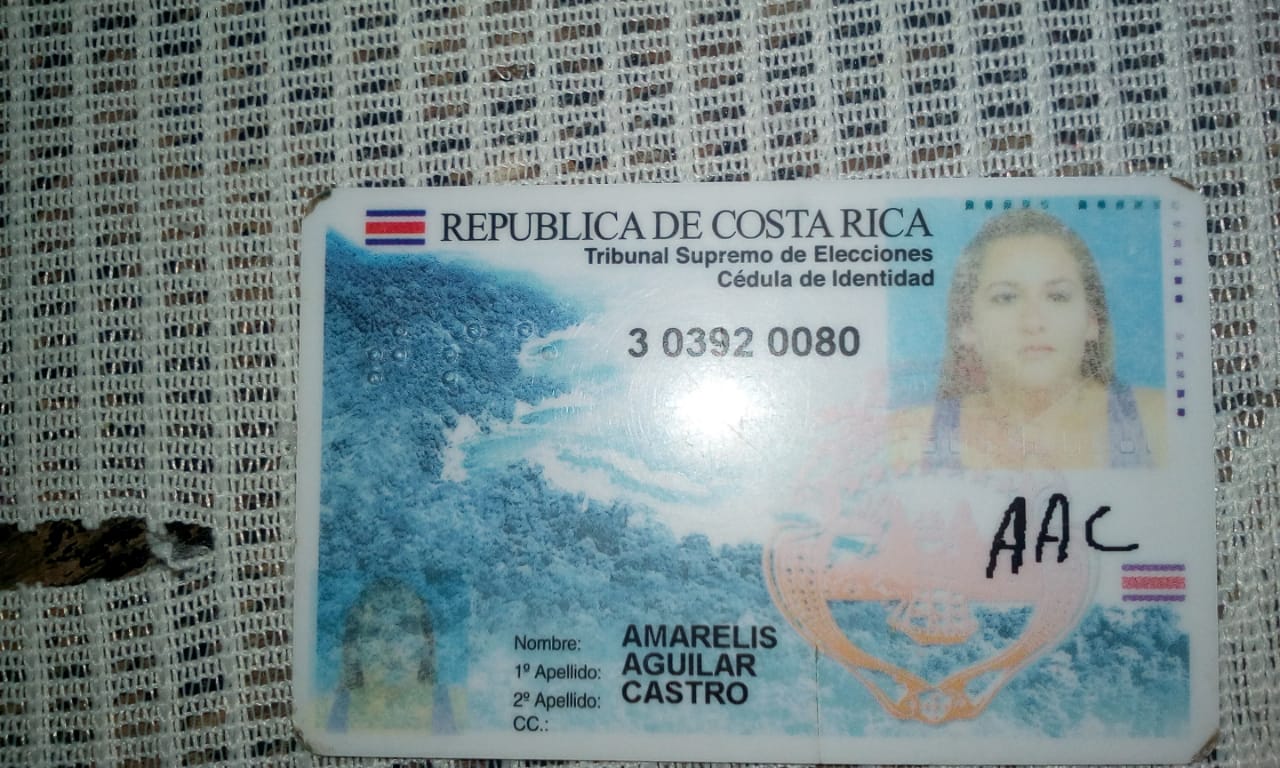 REPUBLICA DE COSTA RICA
Tribunal Supremo de Elecciones
Cédula de Identidad
3 0392 0080
AAC
Nombre: AMARELIS
1º Apellido: AGUILAR
2º Apellido: CASTRO
CC.: